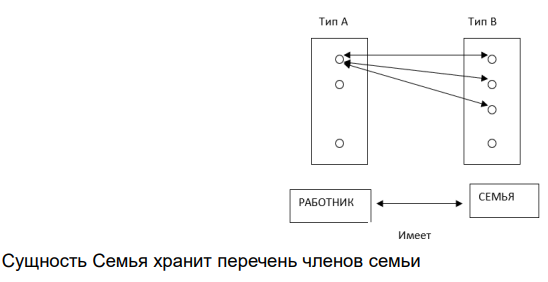 Тип А
Тип В
РАБОТНИК
СЕМЬЯ
Имеет
Сущность Семья хранит перечень членов семьи